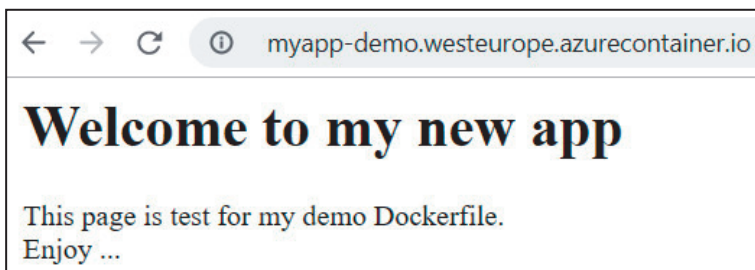 myapp-demo.westeurope.azurecontainer.io
Welcome to my new app
This page is test for my demo Dockerfile.
Enjoy ...